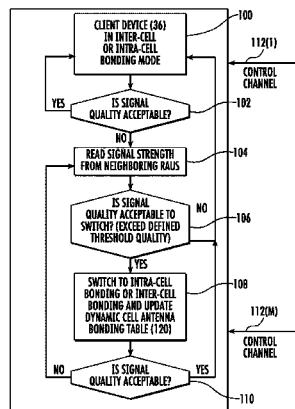 100
CLIENT DEVICE (36)
IN INTER-CELL
OR INTRA-CELL
BONDING MODE
112(1)
CONTROL
CHANNEL
YES
IS SIGNAL
QUALITY ACCEPTABLE?
102
NO
READ SIGNAL STRENGTH
FROM NEIGHBORING RAUS
104
IS SIGNAL
QUALITY ACCEPTABLE TO
SWITCH? (EXCEED DEFINED
THRESHOLD QUALITY)
NO
106
YES
SWITCH TO INTRA-CELL
BONDING OR INTER-CELL
BONDING AND UPDATE
DYNAMIC CELL ANTENNA
BONDING TABLE (120)
108
112(M)
CONTROL
CHANNEL
NO
IS SIGNAL
QUALITY ACCEPTABLE?
YES
110